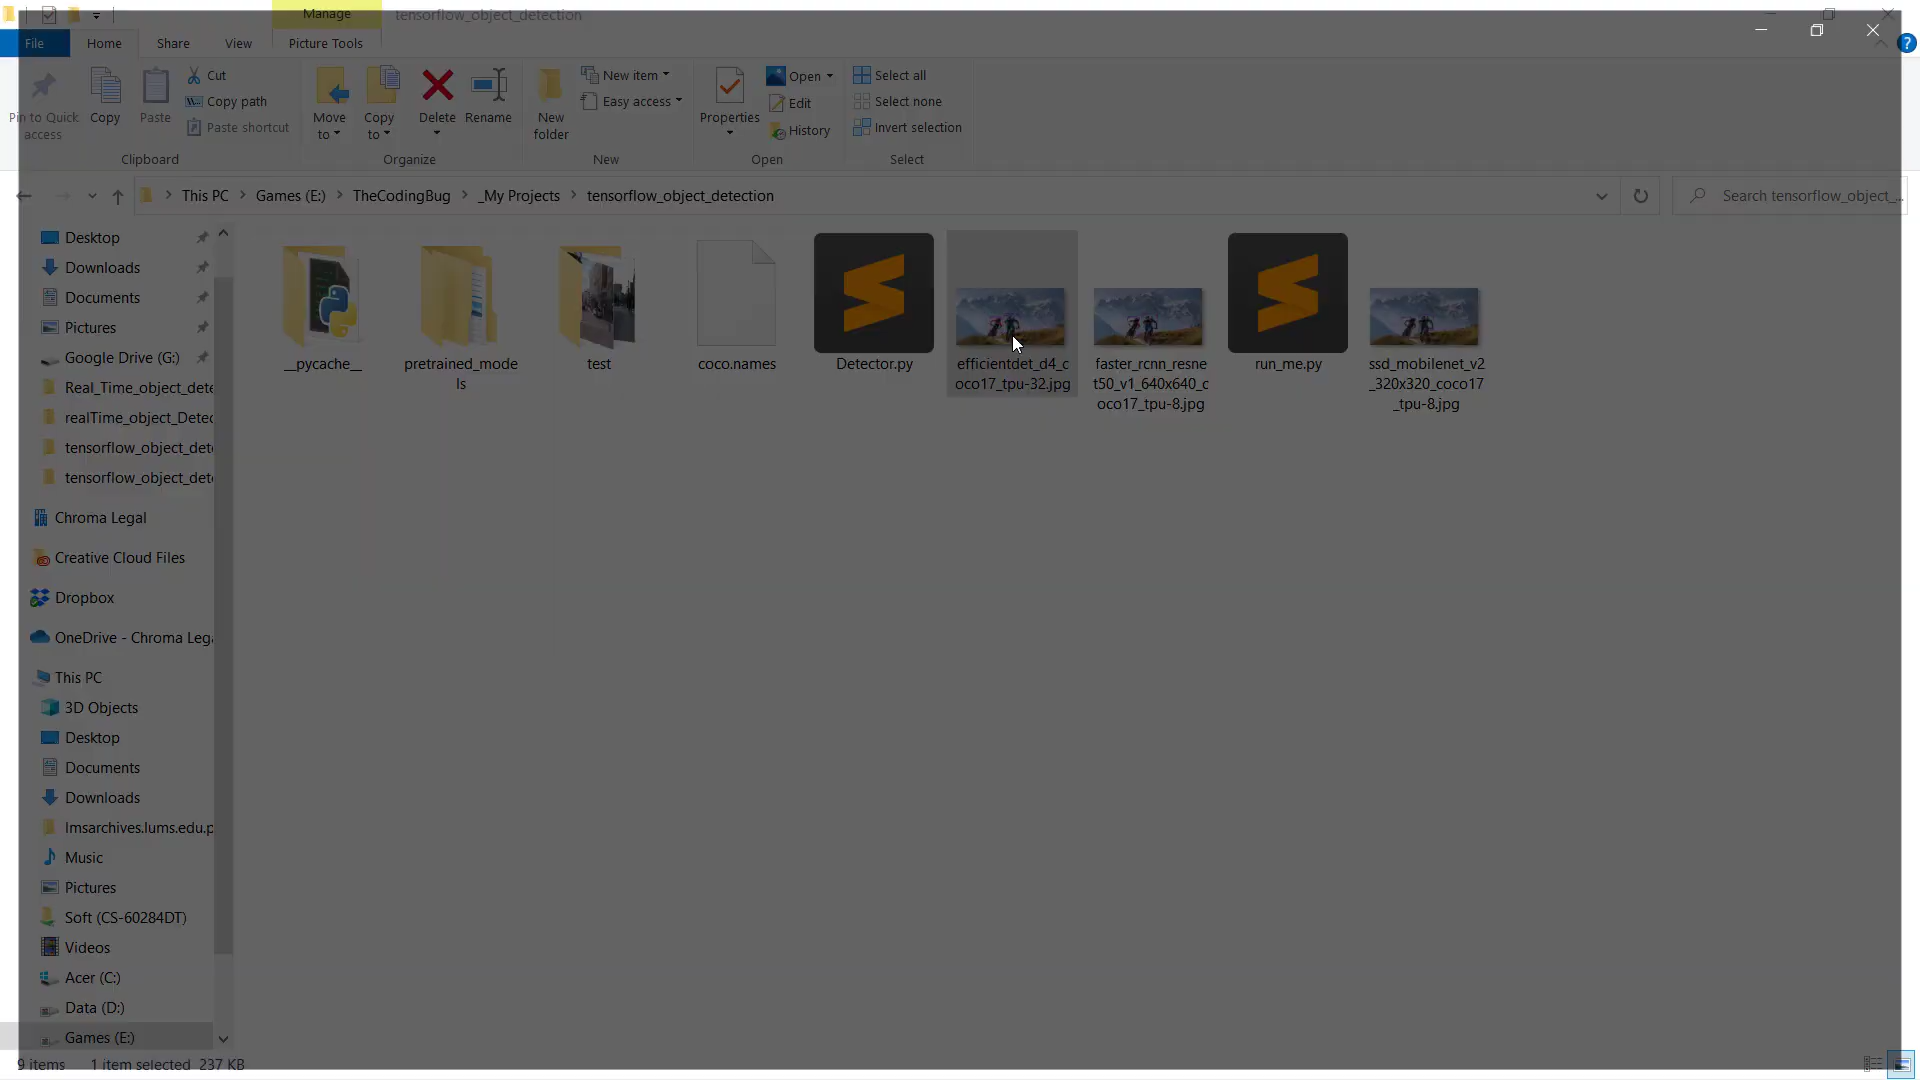 Manage
tensorflow_object_detection
File
Home
Share
View
Picture Tools
Pin to Quick
access
Copy
Paste
Cut
Copy path
Paste shortcut
Clipboard
Move
to
Copy
to
Delete
Rename
Organize
New
folder
New item
Easy access
New
Properties
Open
Edit
History
Open
Select all
Select none
Invert selection
Select
This PC
Games (E:)
TheCodingBug
_My Projects
tensorflow_object_detection
Search tensorflow_object_...
Desktop
Downloads
Documents
Pictures
Google Drive (G:)
Real_Time_object_dete
realTime_object_Detec
tensorflow_object_dete
tensorflow_object_dete
Chroma Legal
Creative Cloud Files
Dropbox
OneDrive - Chroma Lega
This PC
3D Objects
Desktop
Documents
Downloads
lmsarchives.lums.edu.p
Music
Pictures
Soft (CS-60284DT)
Videos
Acer (C:)
Data (D:)
Games (E:)
__pycache__
pretrained_mode
ls
test
coco.names
Detector.py
efficientdet_d4_c
oco17_tpu-32.jpg
faster_rcnn_resne
t50_v1_640x640_c
oco17_tpu-8.jpg
run_me.py
ssd_mobilenet_v2
_320x320_coco17
_tpu-8.jpg
9 items
1 item selected 237 KB